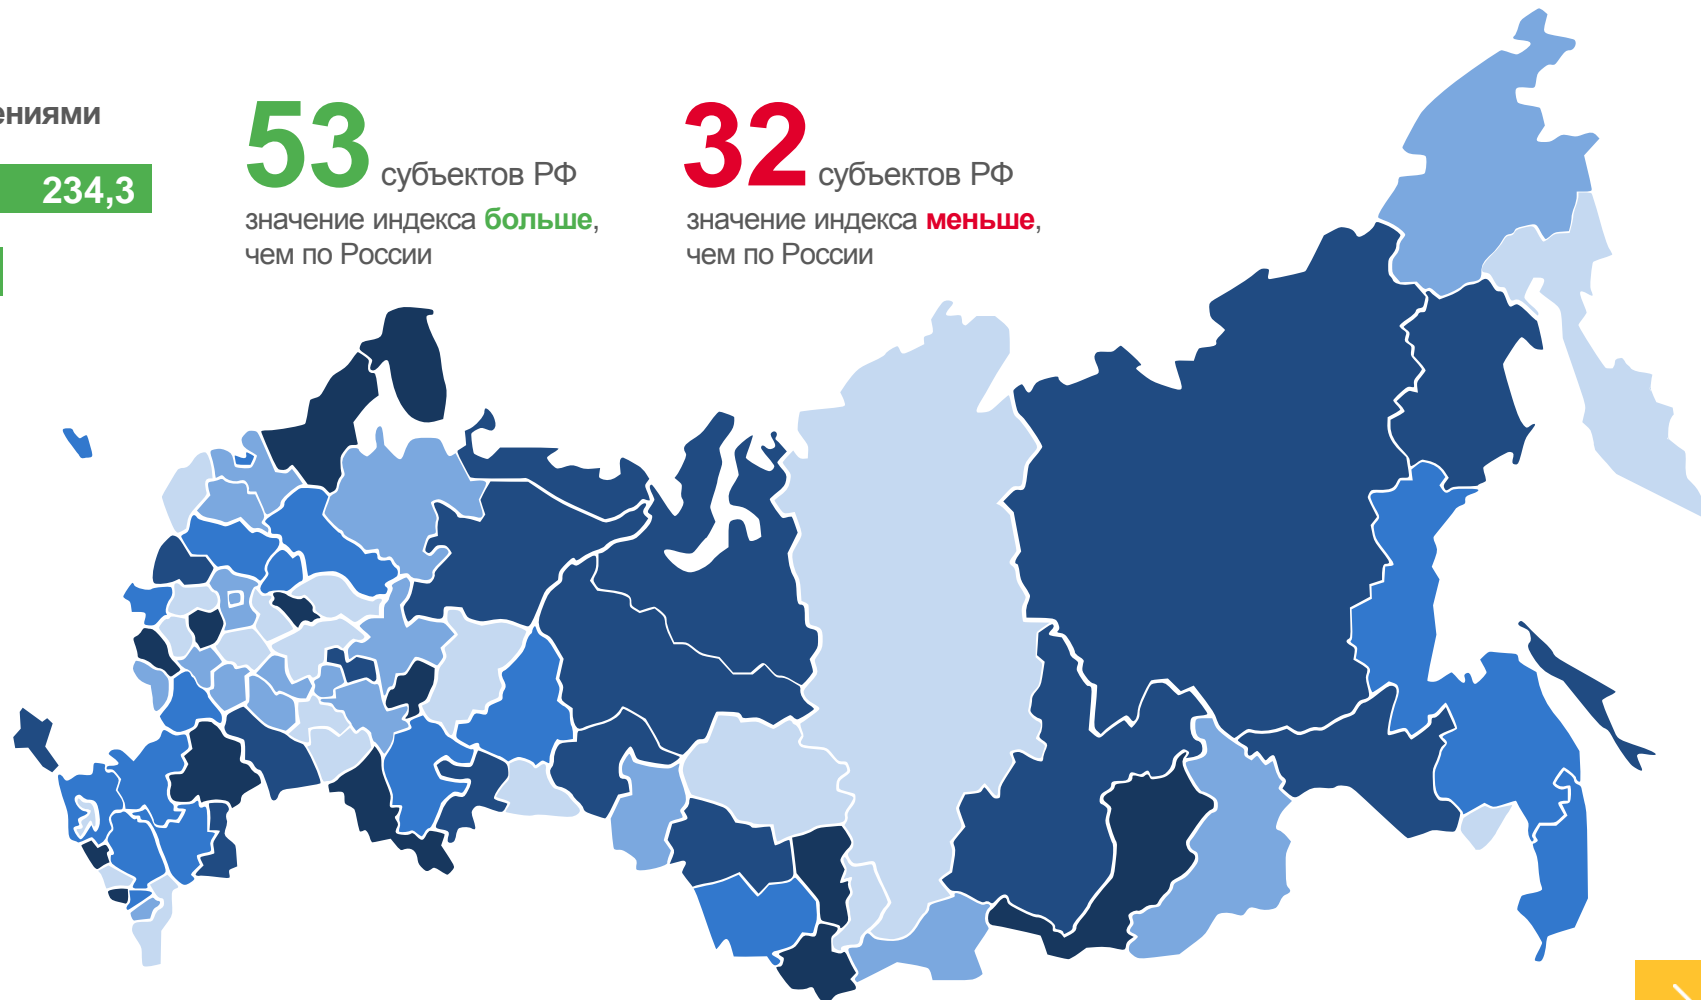 ениями
234,3
53 субъектов РФ
значение индекса больше,
чем по России
32 субъектов РФ
значение индекса меньше,
чем по России